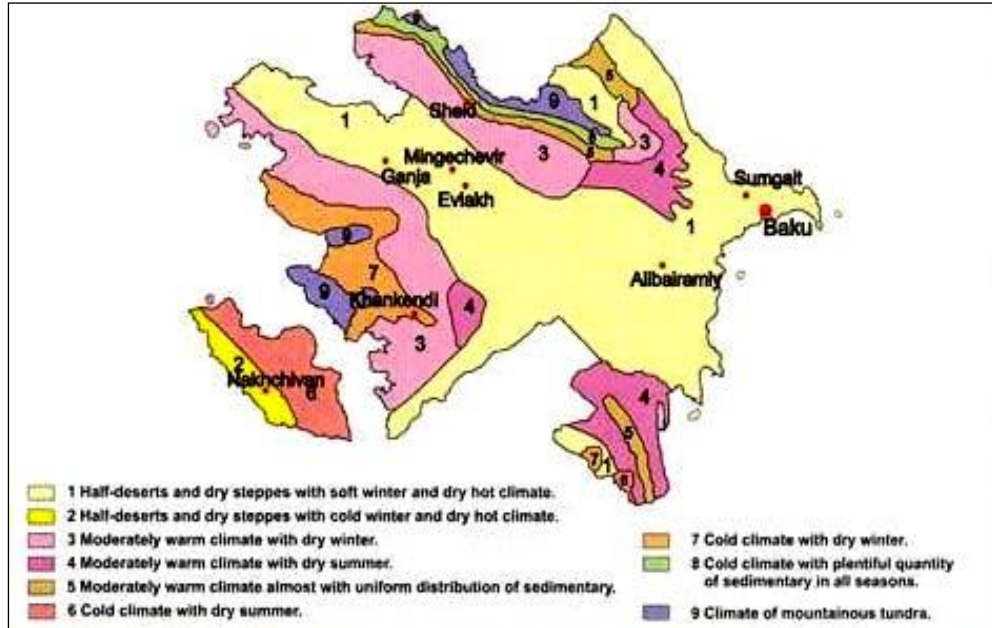 9
5
1
1
9
Sheki
8
5
3
3
Mingechevir
4
Ganja
Sumgait
Evlakh
1
Baku
9
Alibairamly
7
9
Khankendi
4
3
2
4
Nakhchivan
6
5
7
1
6
1 Half-deserts and dry steppes with soft winter and dry hot climate.
2 Half-deserts and dry steppes with cold winter and dry hot climate.
3 Moderately warm climate with dry winter.
4 Moderately warm climate with dry summer.
5 Moderately warm climate almost with uniform distribution of sedimentary.
6 Cold climate with dry summer.
7 Cold climate with dry winter.
8 Cold climate with plentiful quantity
of sedimentary in all seasons.
9 Climate of mountainous tundra.